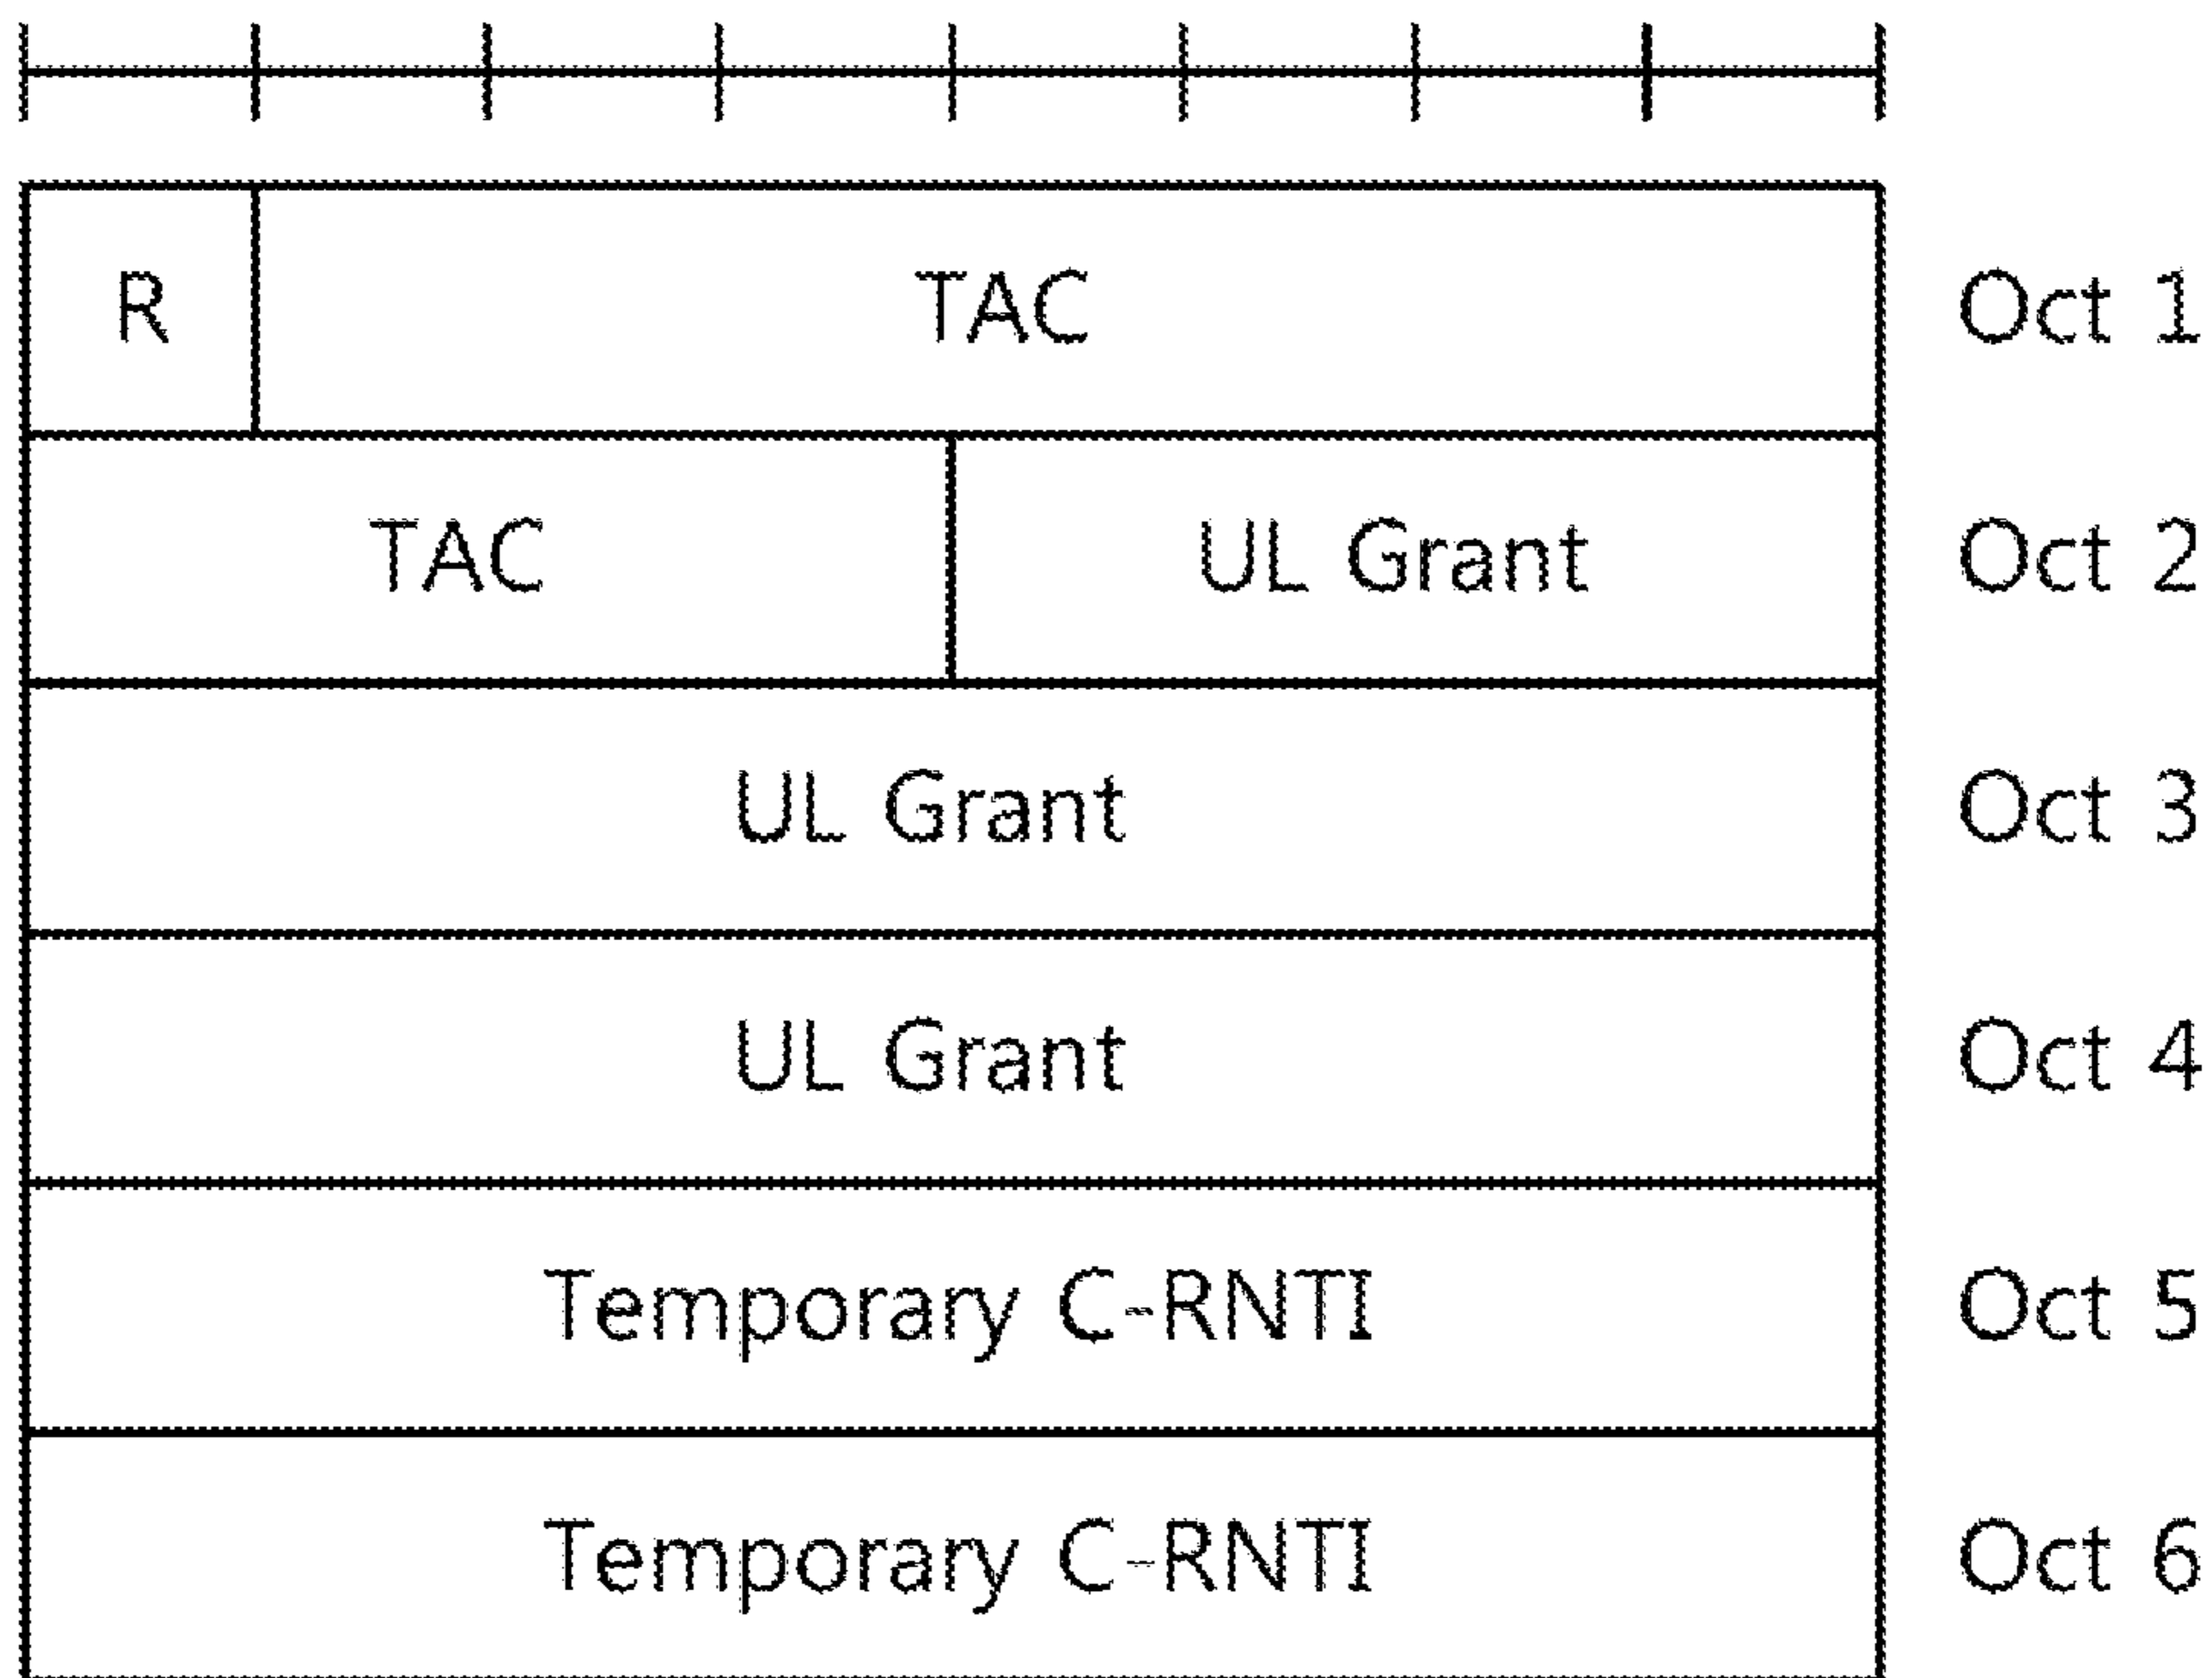 R TAC Oct 1
TAC UL Grant Oct 2
UL Grant Oct 3
UL Grant Oct 4
Temporary C-RNTI Oct 5
Temporary C-RNTI Oct 6